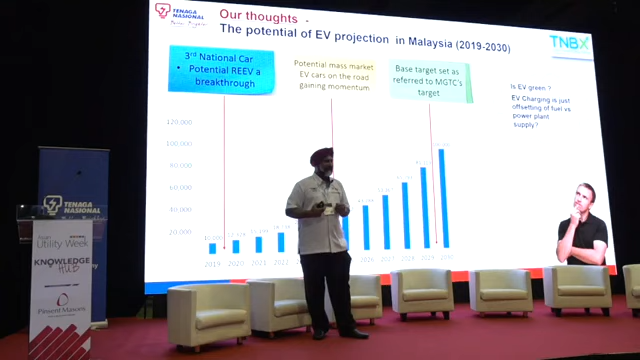 TENAGA
NASIONAL
Our thoughts -
The potential of EV projection in Malaysia (2019-2030)
TNBX
3rd National Car
• Potential REEV a
breakthrough
Potential mass market
EV cars on the road
gaining momentum
Base target set as
referred to MGTC's
target
Is EV green ?
EV Charging is just
offsetting of fuel vs
power plant
supply?
120,000
100,000
80,000
60,000
40,000
20,000
10,000
2019 2020 2021 2022 2026 2027 2028 2029 2030
TENAGA
NASIONAL
Asian
Utility Week
KNOWLEDGE
HUB
Pinsent Masons